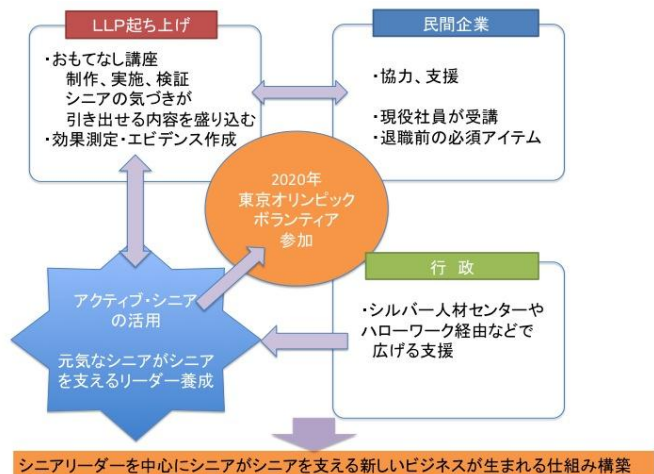 LLP起ち上げ
・おもてなし講座
制作、実施、検証
シニアの気づきが
引き出せる内容を盛り込む
・効果測定・エビデンス作成
民間企業
・協力、支援
・現役社員が受講
・退職前の必須アイテム
2020年
東京オリンピック
ボランティア
参加
アクティブ・シニア
の活用
元気なシニアがシニア
を支えるリーダー養成
行 政
・シルバー人材センターや
ハローワーク経由などで
広げる支援
シニアリーダーを中心にシニアがシニアを支える新しいビジネスが生まれる仕組み構築